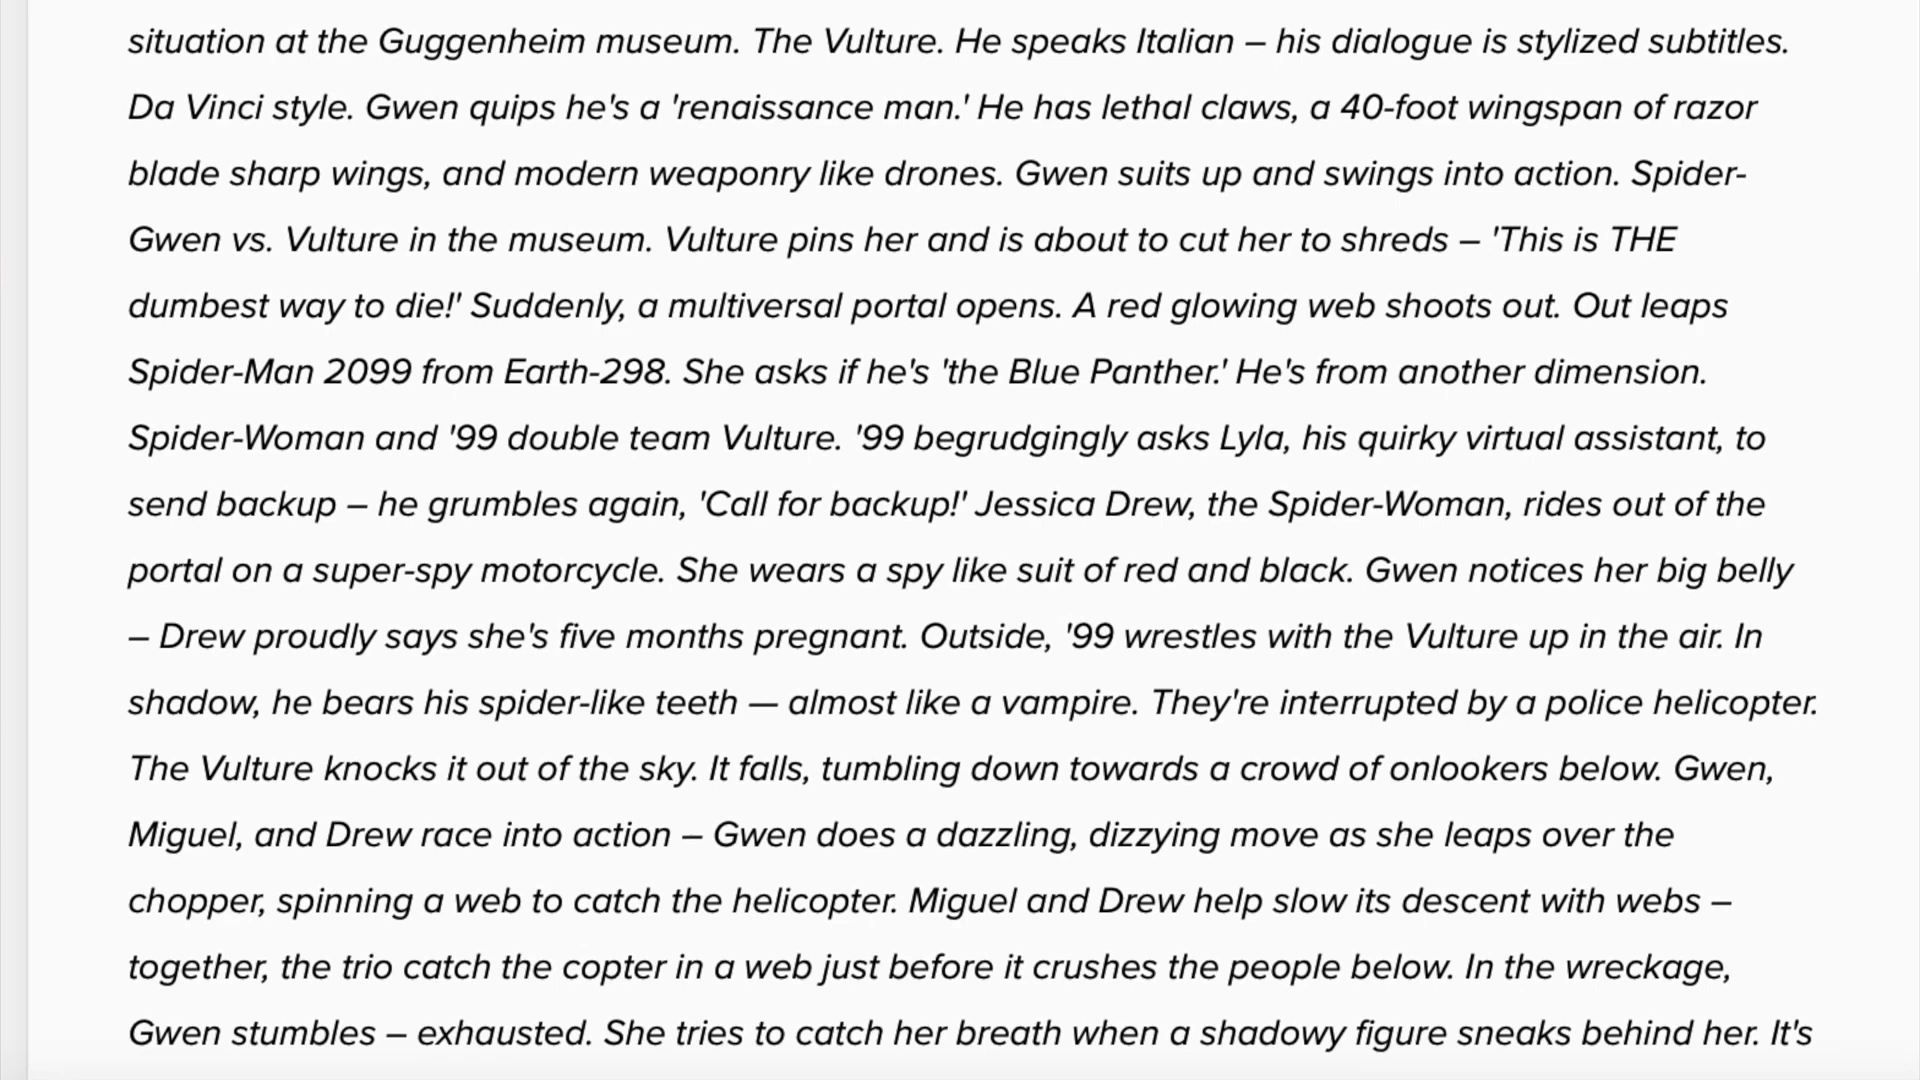 situation at the Guggenheim museum. The Vulture. He speaks Italian – his dialogue is stylized subtitles.
Da Vinci style. Gwen quips he's a 'renaissance man.' He has lethal claws, a 40-foot wingspan of razor
blade sharp wings, and modern weaponry like drones. Gwen suits up and swings into action. Spider-
Gwen vs. Vulture in the museum. Vulture pins her and is about to cut her to shreds – 'This is THE
dumbest way to die!' Suddenly, a multiversal portal opens. A red glowing web shoots out. Out leaps
Spider-Man 2099 from Earth-298. She asks if he's 'the Blue Panther.' He's from another dimension.
Spider-Woman and '99 double team Vulture. '99 begrudgingly asks Lyla, his quirky virtual assistant, to
send backup – he grumbles again, 'Call for backup!' Jessica Drew, the Spider-Woman, rides out of the
portal on a super-spy motorcycle. She wears a spy like suit of red and black. Gwen notices her big belly
– Drew proudly says she's five months pregnant. Outside, '99 wrestles with the Vulture up in the air. In
shadow, he bears his spider-like teeth — almost like a vampire. They're interrupted by a police helicopter.
The Vulture knocks it out of the sky. It falls, tumbling down towards a crowd of onlookers below. Gwen,
Miguel, and Drew race into action – Gwen does a dazzling, dizzying move as she leaps over the
chopper, spinning a web to catch the helicopter. Miguel and Drew help slow its descent with webs –
together, the trio catch the copter in a web just before it crushes the people below. In the wreckage,
Gwen stumbles – exhausted. She tries to catch her breath when a shadowy figure sneaks behind her. It's